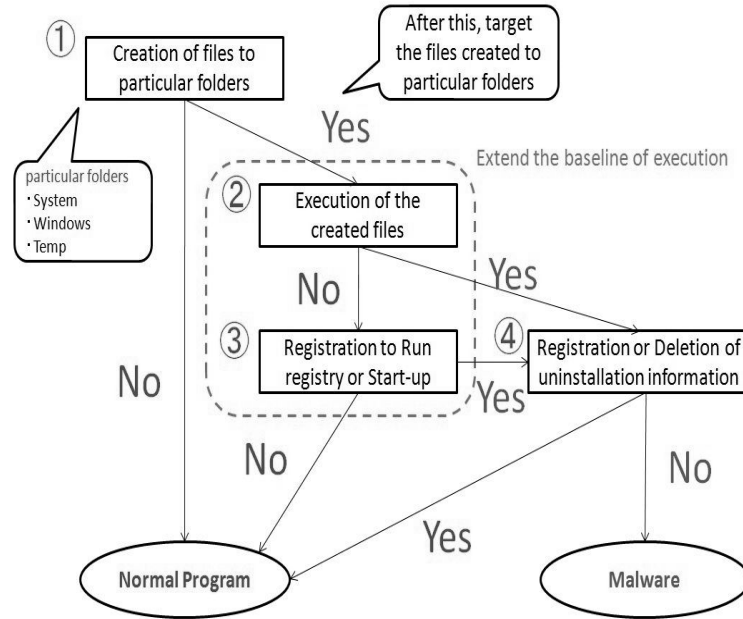 ①
Creation of files to
particular folders
After this, target
the files created to
particular folders
particular folders
・System
・Windows
・Temp
Yes
Extend the baseline of execution
②
Execution of the
created files
No
Yes
③
Registration to Run
registry or Start-up
Yes
④
Registration or Deletion of
uninstallation information
No
No
Yes
No
Normal Program
Malware